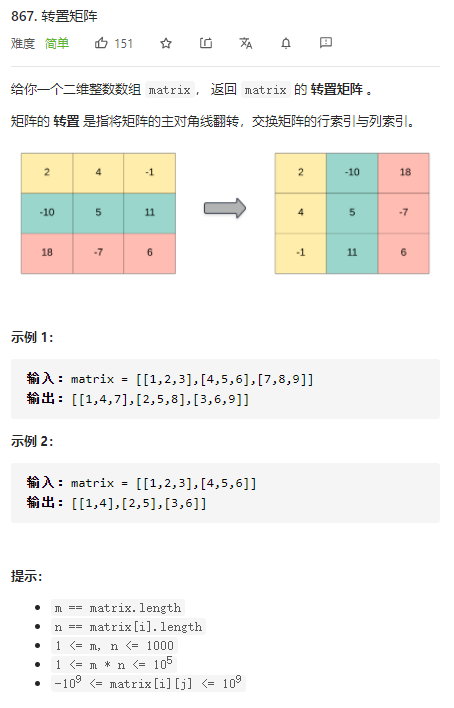 867. 转置矩阵
难度 简单 151
给你一个二维整数数组 matrix， 返回 matrix 的 转置矩阵 。
矩阵的 转置 是指将矩阵的主对角线翻转，交换矩阵的行索引与列索引。
2 4 -1 2 -10 18
-10 5 11 4 5 -7
18 -7 6 -1 11 6
示例 1：
输入：matrix = [[1,2,3],[4,5,6],[7,8,9]]
输出：[[1,4,7],[2,5,8],[3,6,9]]
示例 2：
输入：matrix = [[1,2,3],[4,5,6]]
输出：[[1,4],[2,5],[3,6]]
提示：
• m == matrix.length
• n == matrix[i].length
• 1 <= m, n <= 1000
• 1 <= m * n <= 10⁵
• -10⁹ <= matrix[i][j] <= 10⁹